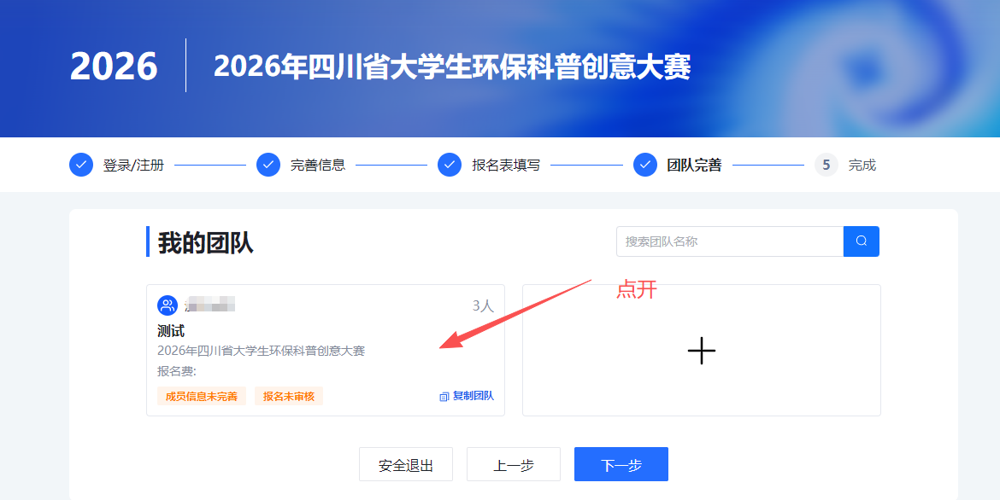 2026
2026年四川省大学生环保科普创意大赛
登录/注册
完善信息
报名表填写
团队完善
5
完成
我的团队
搜索团队名称
点开
3人
测试
2026年四川省大学生环保科普创意大赛
报名费:
成员信息未完善
报名未审核
复制团队
安全退出
上一步
下一步